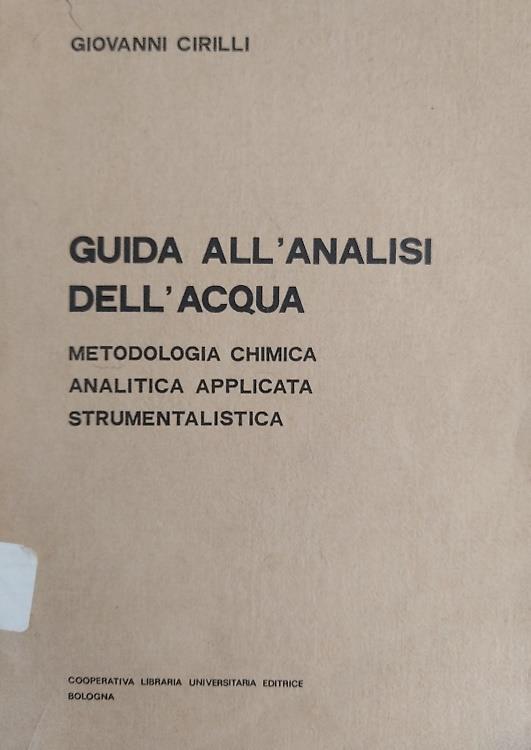 GIOVANNI CIRILLI
GUIDA ALL'ANALISI
DELL'ACQUA
METODOLOGIA CHIMICA
ANALITICA APPLICATA
STRUMENTALISTICA
COOPERATIVA LIBRARIA UNIVERSITARIA EDITRICE
BOLOGNA